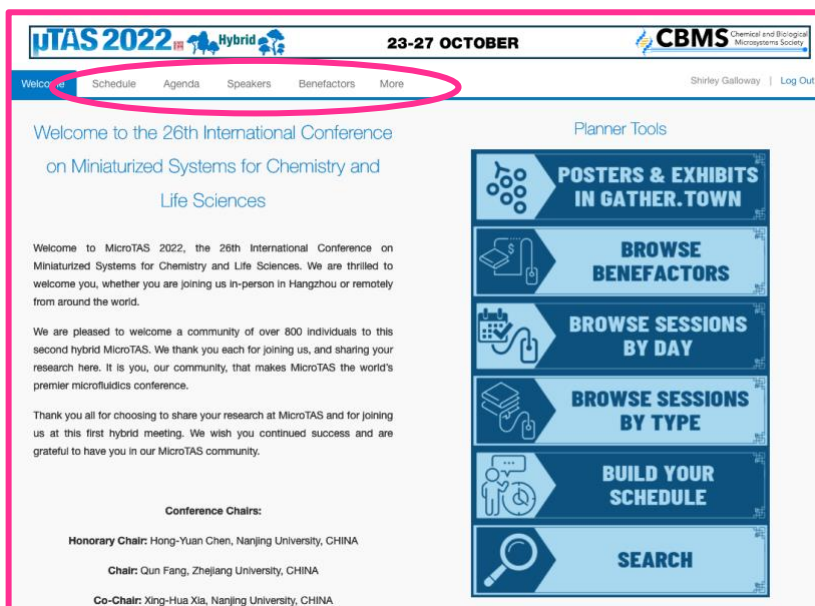 μTAS 2022 Hybrid
23-27 OCTOBER
CBMS Chemical and Biological
Microsystems Society
Welcome Schedule Agenda Speakers Benefactors More
Shirley Galloway | Log Out
Welcome to the 26th International Conference
on Miniaturized Systems for Chemistry and
Life Sciences
Welcome to MicroTAS 2022, the 26th International Conference on
Miniaturized Systems for Chemistry and Life Sciences. We are thrilled to
welcome you, whether you are joining us in-person in Hangzhou or remotely
from around the world.
We are pleased to welcome a community of over 800 individuals to this
second hybrid MicroTAS. We thank you each for joining us, and sharing your
research here. It is you, our community, that makes MicroTAS the world's
premier microfluidics conference.
Thank you all for choosing to share your research at MicroTAS and for joining
us at this first hybrid meeting. We wish you continued success and are
grateful to have you in our MicroTAS community.
Conference Chairs:
Honorary Chair: Hong-Yuan Chen, Nanjing University, CHINA
Chair: Qun Fang, Zhejiang University, CHINA
Co-Chair: Xing-Hua Xia, Nanjing University, CHINA
Planner Tools
POSTERS & EXHIBITS
IN GATHER.TOWN
BROWSE
BENEFACTORS
BROWSE SESSIONS
BY DAY
BROWSE SESSIONS
BY TYPE
BUILD YOUR
SCHEDULE
SEARCH